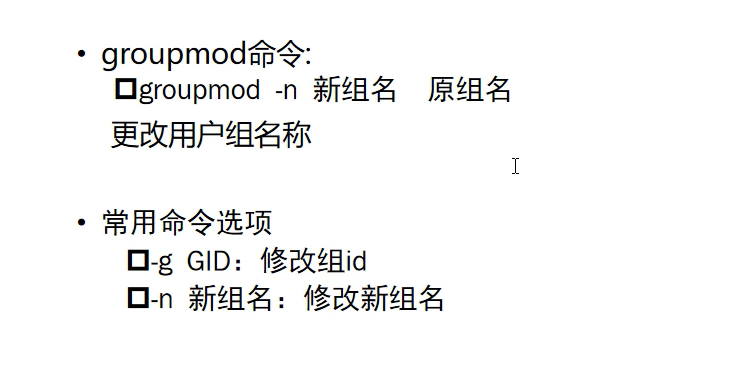 • groupmod命令:
groupmod -n 新组名 原组名
更改用户组名称
• 常用命令选项
-g GID：修改组id
-n 新组名：修改新组名